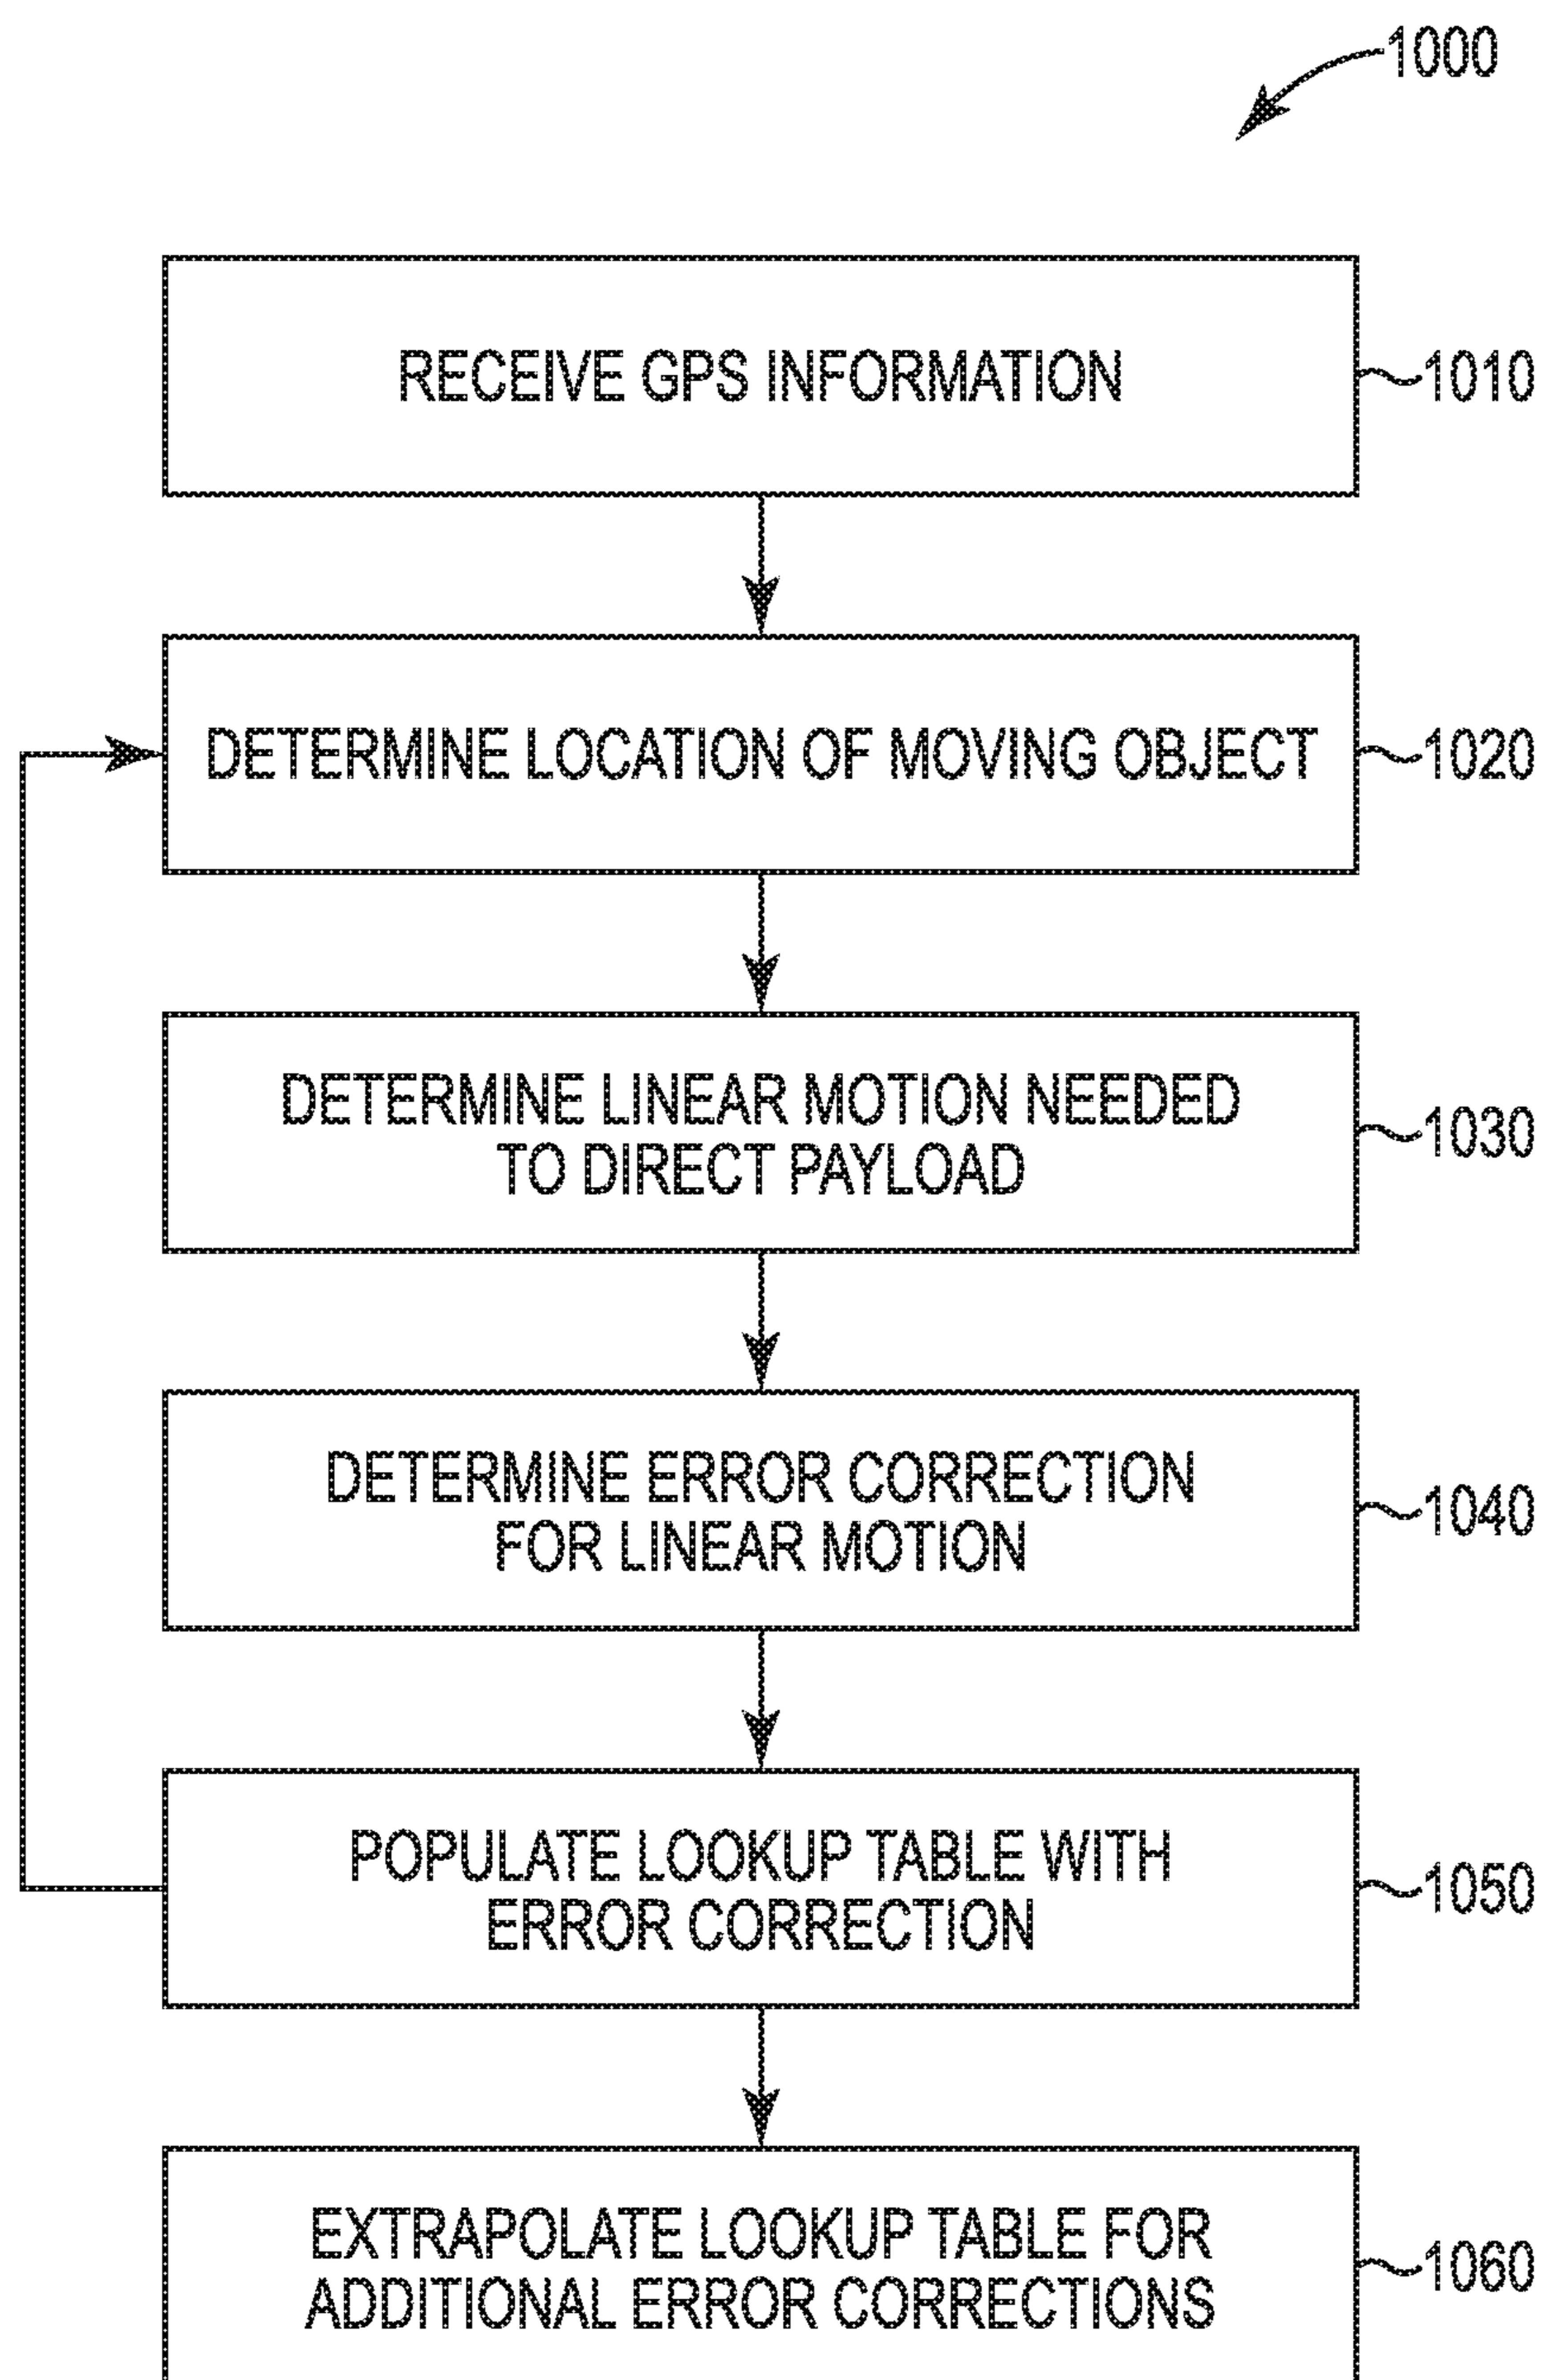 1000
RECEIVE GPS INFORMATION
1010
DETERMINE LOCATION OF MOVING OBJECT
1020
DETERMINE LINEAR MOTION NEEDED
TO DIRECT PAYLOAD
1030
DETERMINE ERROR CORRECTION
FOR LINEAR MOTION
1040
POPULATE LOOKUP TABLE WITH
ERROR CORRECTION
1050
EXTRAPOLATE LOOKUP TABLE FOR
ADDITIONAL ERROR CORRECTIONS
1060